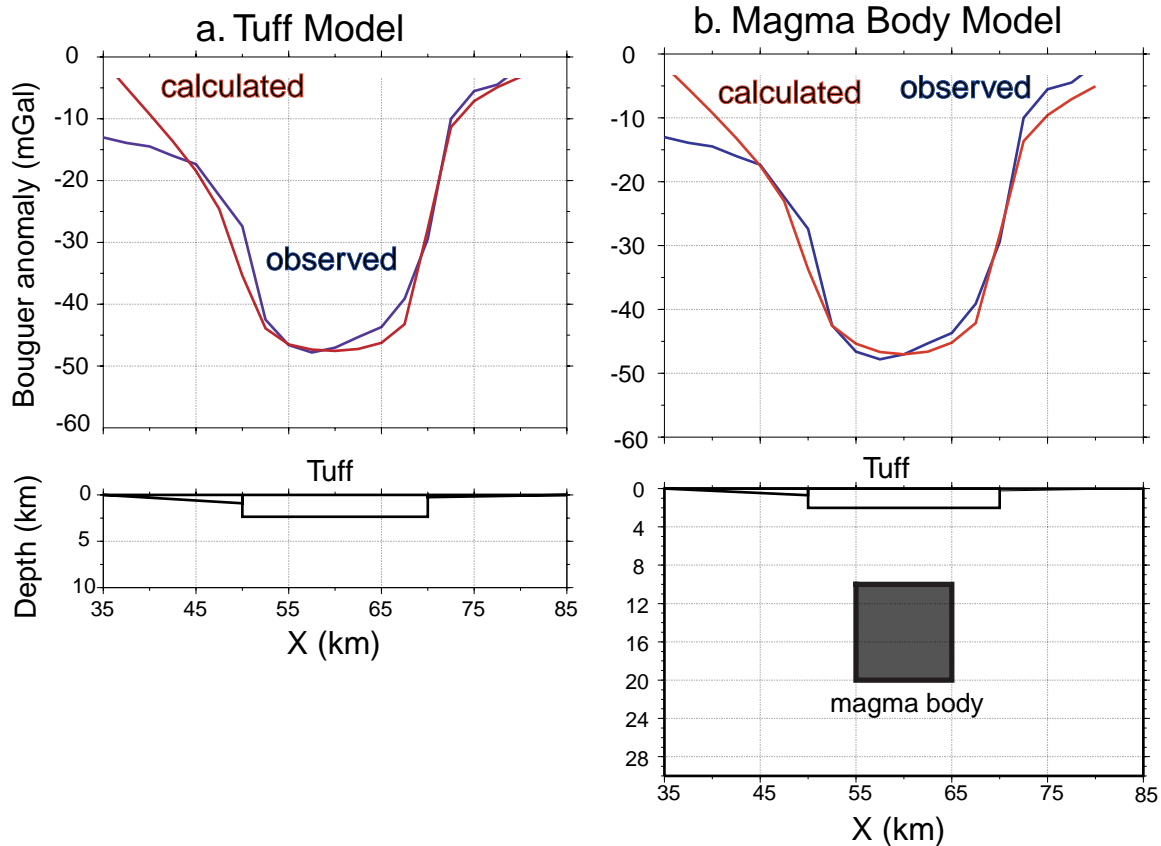 a. Tuff Model
0
-10
-20
-30
-40
-50
-60
Bouguer anomaly (mGal)
calculated
observed
Tuff
0
5
10
Depth (km)
35 45 55 65 75 85
X (km)
b. Magma Body Model
0
-10
-20
-30
-40
-50
-60
calculated
observed
Tuff
0
4
8
12
16
20
24
28
magma body
35 45 55 65 75 85
X (km)